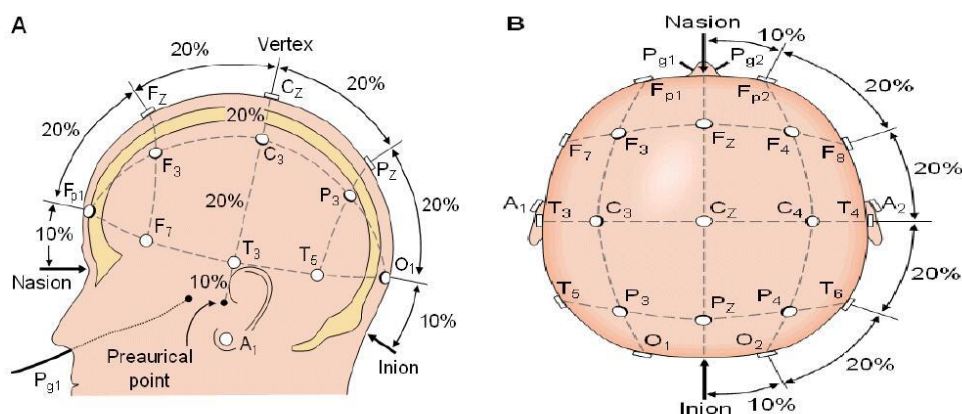 A
20%
Vertex
20%
Cz
Fz
20%
20%
C3
F3
Pz
P3
20%
Fp1
20%
F7
10%
T3
T5
O1
Nasion
10%
10%
Preaurical
point
A1
Inion
Pg1
B
Nasion
10%
Pg1
Pg2
20%
Fp1
Fp2
F7
F3
Fz
F4
F8
20%
A1
T3
C3
Cz
C4
T4
A2
20%
T5
P3
Pz
P4
T6
O1
O2
20%
10%
Inion